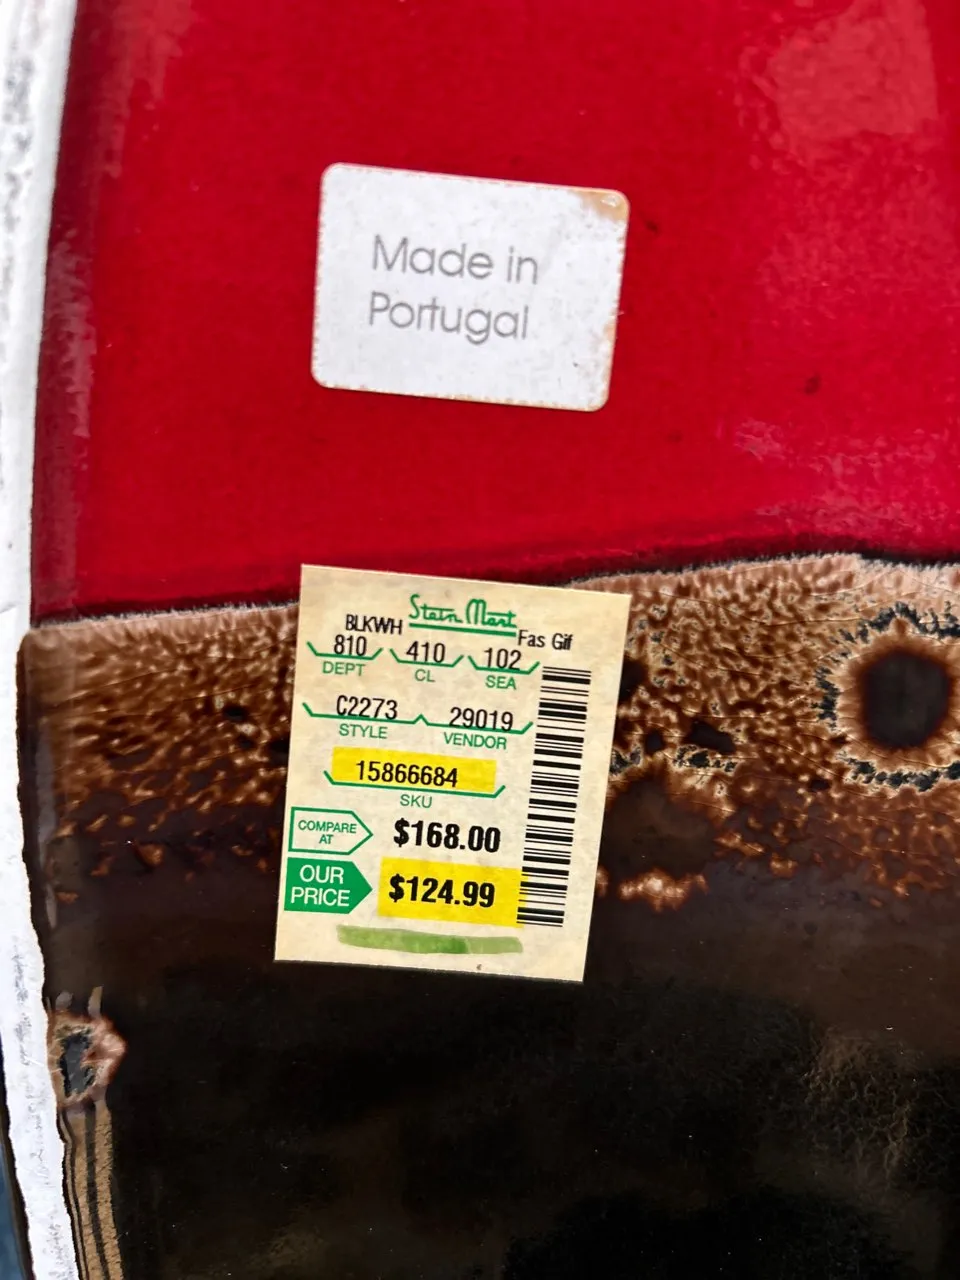 Made in
Portugal
Stein Mart
BLKWH Fas Gif
810 410 102
DEPT CL SEA
C2273 29019
STYLE VENDOR
15866684
SKU
COMPARE
AT
$168.00
OUR
PRICE
$124.99